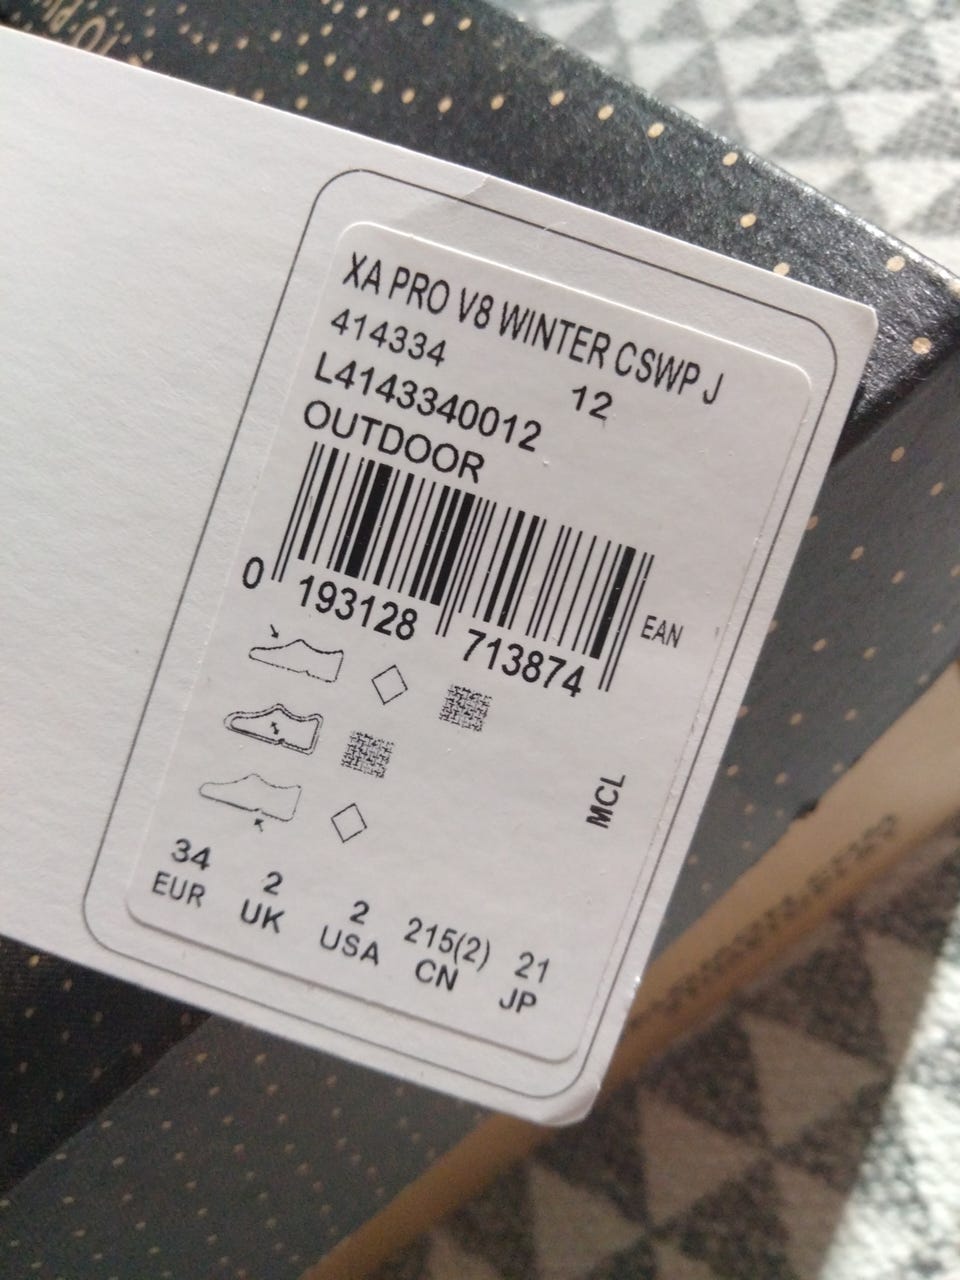 XA PRO V8 WINTER CSWP J
414334 12
L4143340012
OUTDOOR
0 193128 713874 EAN
MCL
34 2 2 215(2) 21
EUR UK USA CN JP